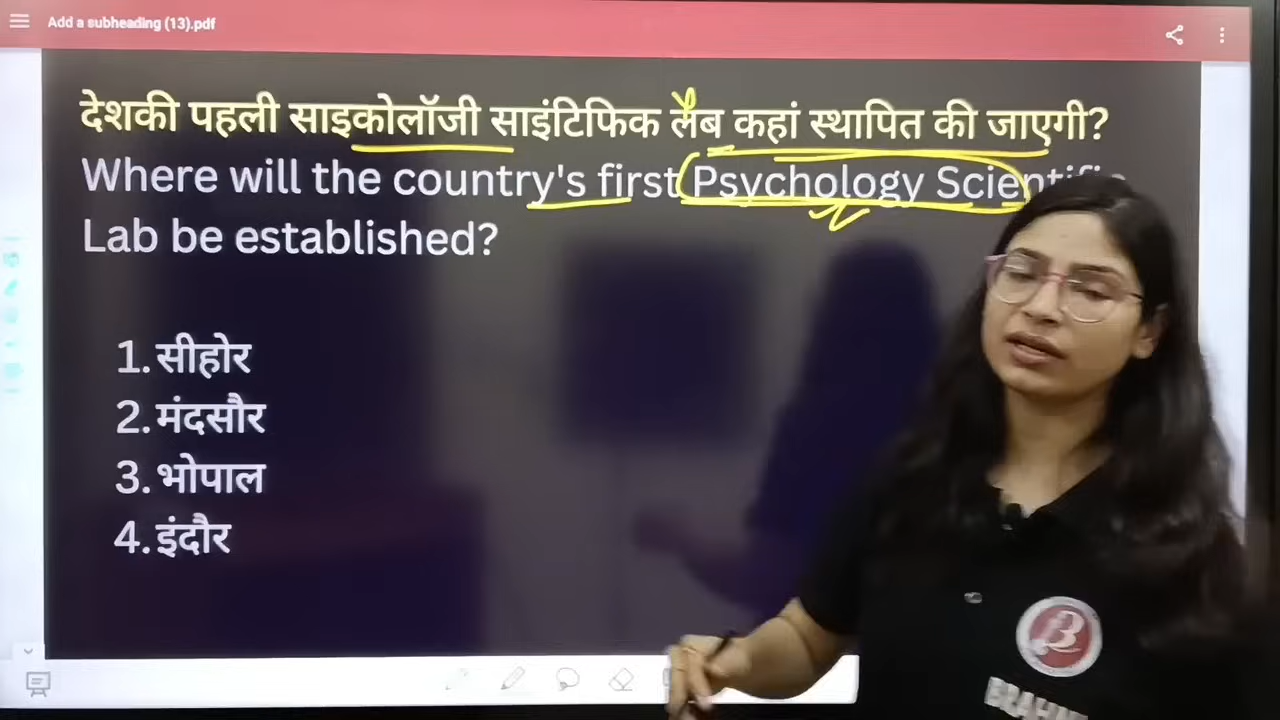 Add a subheading (13).pdf
देशकी पहली साइकोलॉजी साइंटिफिक लैब कहां स्थापित की जाएगी?
Where will the country's first Psychology
Lab be established?
1. सीहोर
2. मंदसौर
3. भोपाल
4. इंदौर